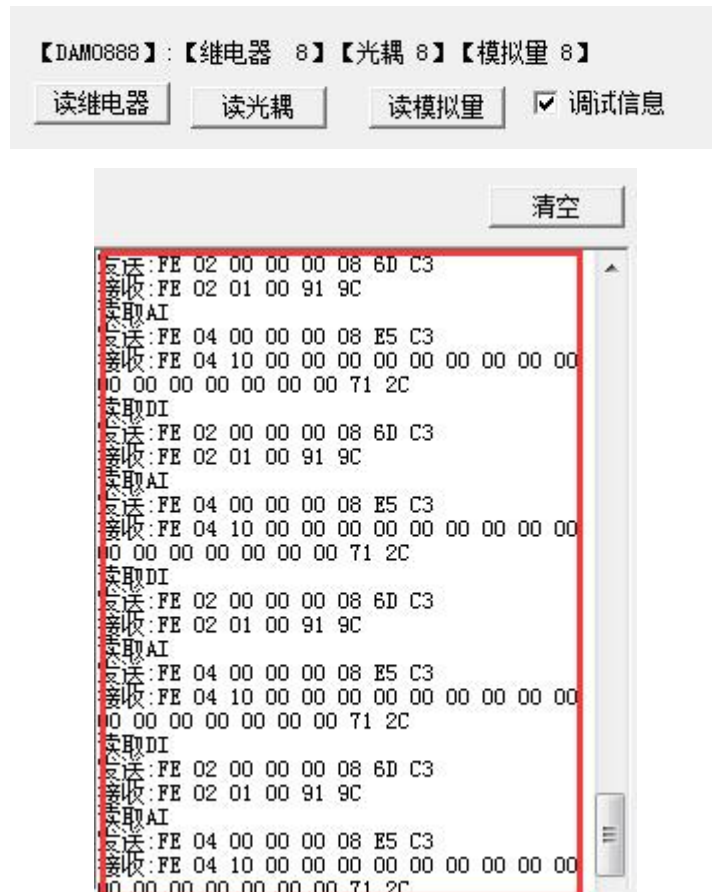 【DAM0888】:【继电器 8】【光耦 8】【模拟量 8】
读继电器 读光耦 读模拟量 调试信息
清空
发送:FE 02 00 00 00 08 6D C3
接收:FE 02 01 00 91 9C
读取AI
发送:FE 04 00 00 00 08 E5 C3
接收:FE 04 10 00 00 00 00 00 00 00 00 00
00 00 00 00 00 00 00 71 2C
读取DI
发送:FE 02 00 00 00 08 6D C3
接收:FE 02 01 00 91 9C
读取AI
发送:FE 04 00 00 00 08 E5 C3
接收:FE 04 10 00 00 00 00 00 00 00 00 00
00 00 00 00 00 00 00 71 2C
读取DI
发送:FE 02 00 00 00 08 6D C3
接收:FE 02 01 00 91 9C
读取AI
发送:FE 04 00 00 00 08 E5 C3
接收:FE 04 10 00 00 00 00 00 00 00 00 00
00 00 00 00 00 00 00 71 2C
读取DI
发送:FE 02 00 00 00 08 6D C3
接收:FE 02 01 00 91 9C
读取AI
发送:FE 04 00 00 00 08 E5 C3
接收:FE 04 10 00 00 00 00 00 00 00 00 00
00 00 00 00 00 00 00 71 2C